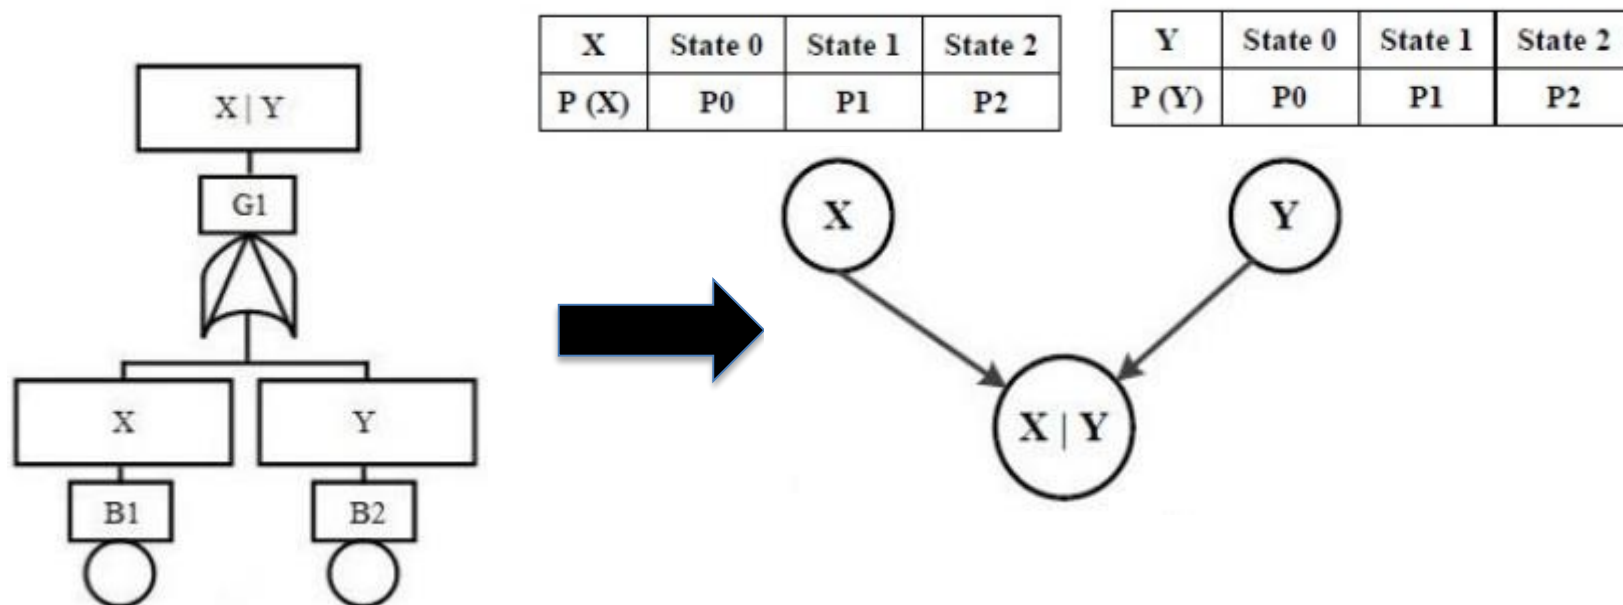 X | Y
G1
X Y
B1 B2
X State 0 State 1 State 2
P (X) P0 P1 P2
Y State 0 State 1 State 2
P (Y) P0 P1 P2
X Y
X | Y